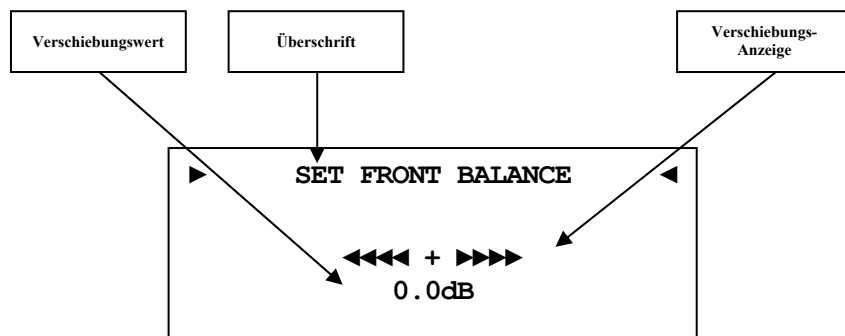 Verschiebungswert
Überschrift
Verschiebungs-
Anzeige
► SET FRONT BALANCE ◄
◄◄◄◄ + ►►►►
0.0dB